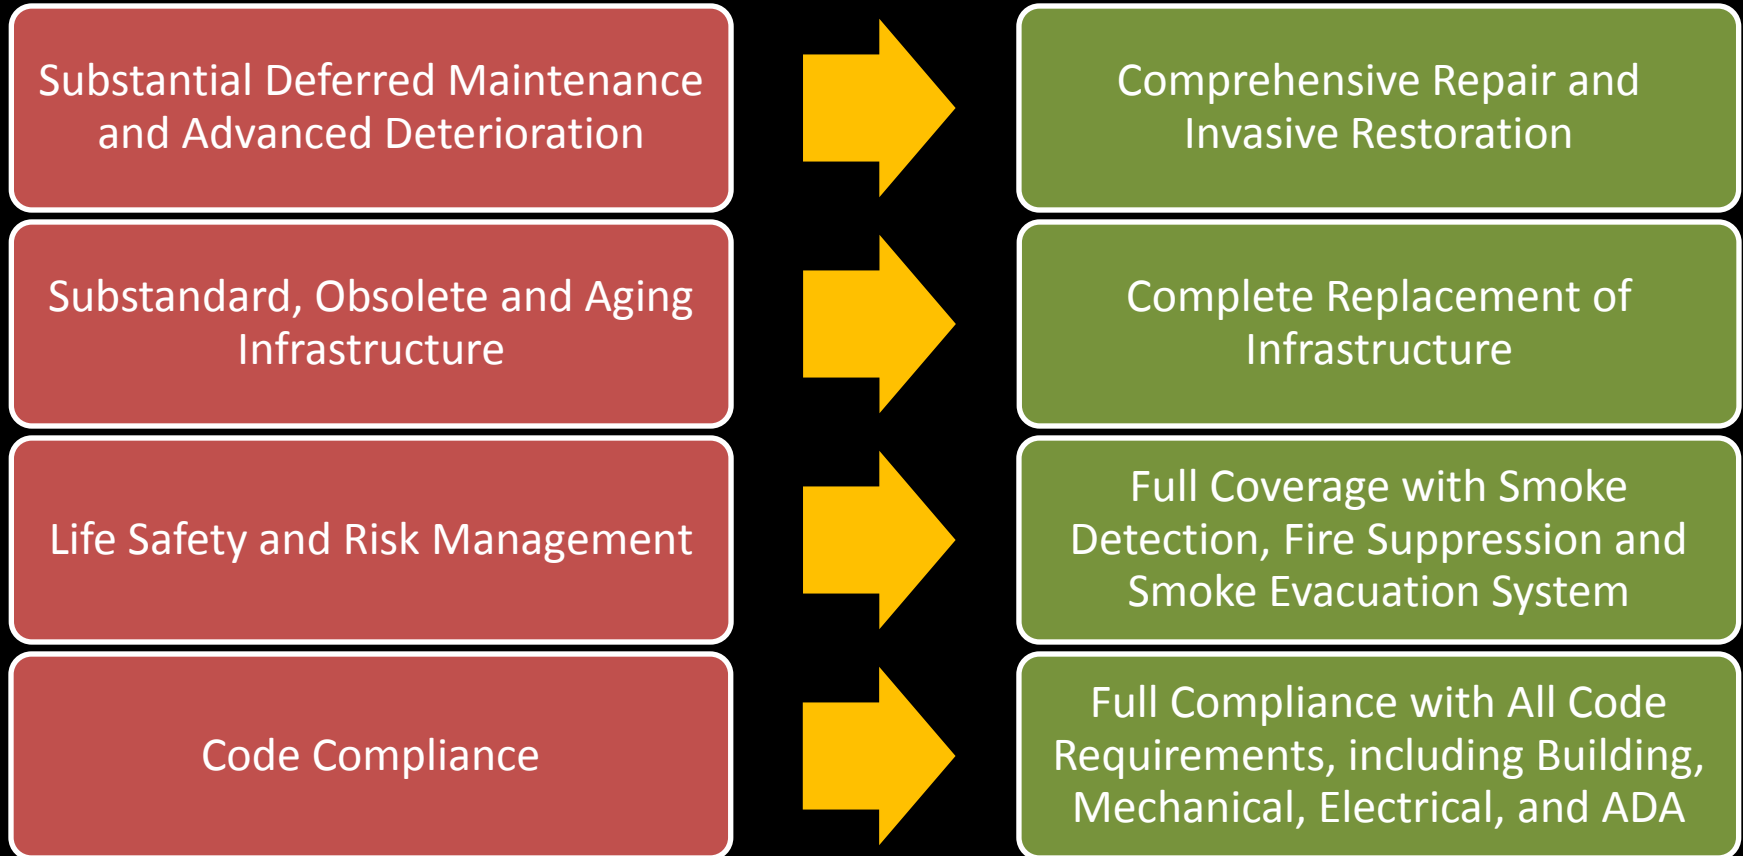 Substantial Deferred Maintenance
and Advanced Deterioration
Comprehensive Repair and
Invasive Restoration
Substandard, Obsolete and Aging
Infrastructure
Complete Replacement of
Infrastructure
Life Safety and Risk Management
Full Coverage with Smoke
Detection, Fire Suppression and
Smoke Evacuation System
Code Compliance
Full Compliance with All Code
Requirements, including Building,
Mechanical, Electrical, and ADA